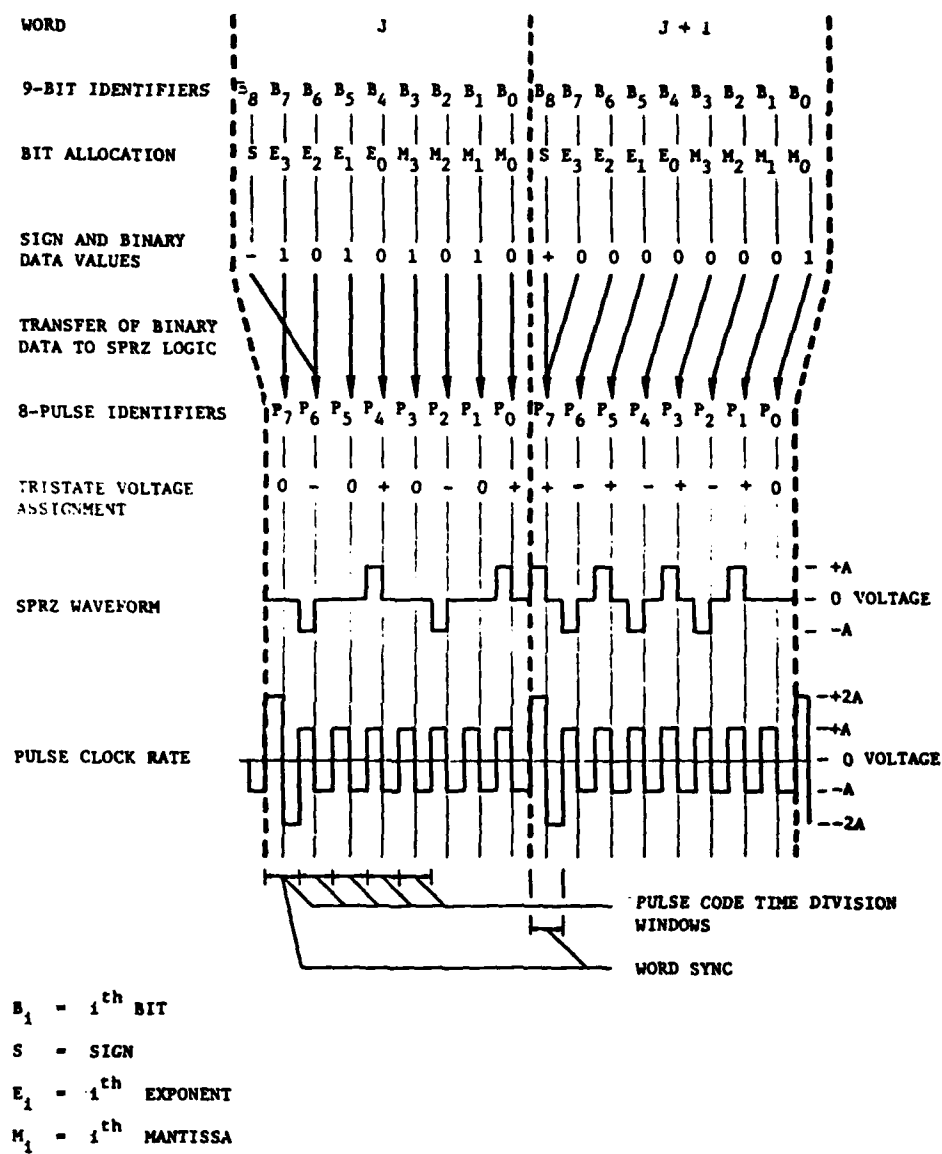 WORD J J + 1
9-BIT IDENTIFIERS B8 B7 B6 B5 B4 B3 B2 B1 B0 B8 B7 B6 B5 B4 B3 B2 B1 B0
BIT ALLOCATION S E3 E2 E1 E0 M3 M2 M1 M0 S E3 E2 E1 E0 M3 M2 M1 M0
SIGN AND BINARY
DATA VALUES - 1 0 1 0 1 0 1 0 + 0 0 0 0 0 0 0 1
TRANSFER OF BINARY
DATA TO SPRZ LOGIC
8-PULSE IDENTIFIERS P7 P6 P5 P4 P3 P2 P1 P0 P7 P6 P5 P4 P3 P2 P1 P0
TRISTATE VOLTAGE 0 - 0 + 0 - 0 + + - + - + - + 0
ASSIGNMENT
+A
SPRZ WAVEFORM 0 VOLTAGE
-A
+2A
+A
PULSE CLOCK RATE 0 VOLTAGE
-A
-2A
PULSE CODE TIME DIVISION
WINDOWS
WORD SYNC
Bi = ith BIT
S = SIGN
Ei = ith EXPONENT
Mi = ith MANTISSA